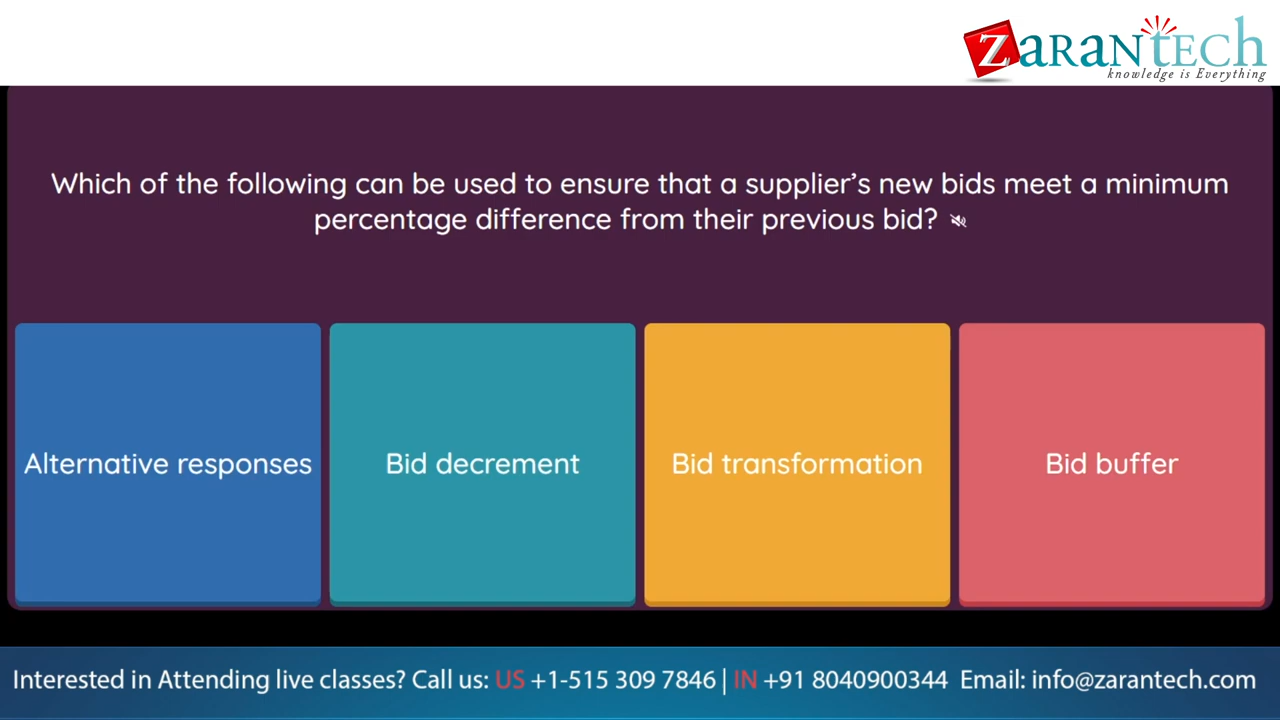 ZARANTECH
knowledge is Everything
Which of the following can be used to ensure that a supplier’s new bids meet a minimum
percentage difference from their previous bid?
Alternative responses
Bid decrement
Bid transformation
Bid buffer
Interested in Attending live classes? Call us: US +1-515 309 7846 | IN +91 8040900344 Email: info@zarantech.com